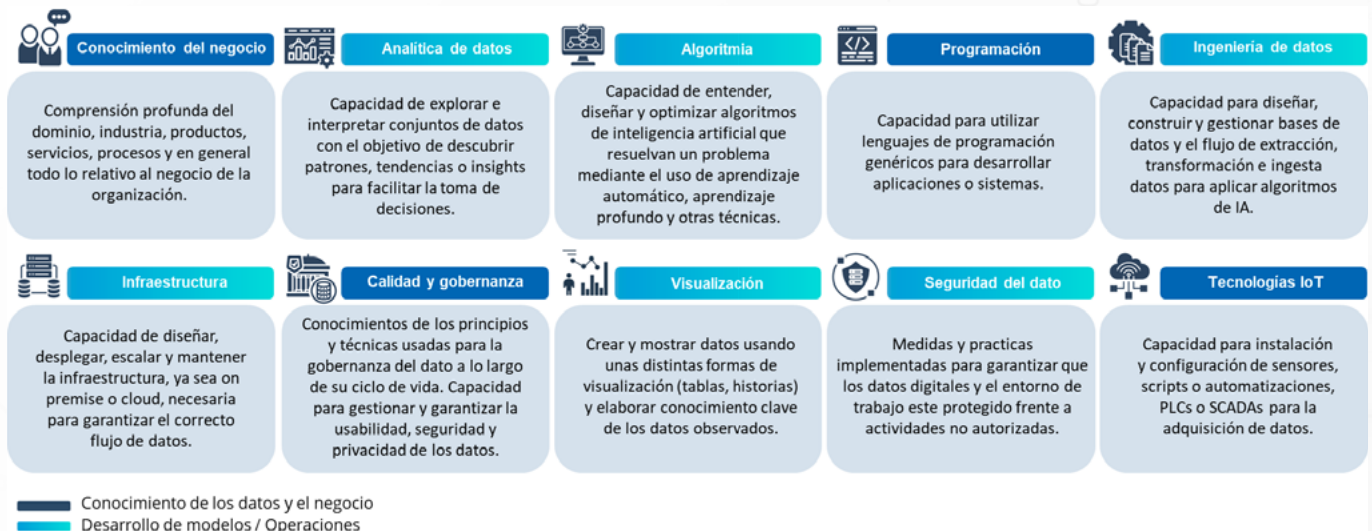 Conocimiento del negocio
Comprensión profunda del
dominio, industria, productos,
servicios, procesos y en general
todo lo relativo al negocio de la
organización.
Analítica de datos
Capacidad de explorar e
interpretar conjuntos de datos
con el objetivo de descubrir
patrones, tendencias o insights
para facilitar la toma de
decisiones.
Algoritmia
Capacidad de entender,
diseñar y optimizar algoritmos
de inteligencia artificial que
resuelvan un problema
mediante el uso de aprendizaje
automático, aprendizaje
profundo y otras técnicas.
Programación
Capacidad para utilizar
lenguajes de programación
genéricos para desarrollar
aplicaciones o sistemas.
Ingeniería de datos
Capacidad para diseñar,
construir y gestionar bases de
datos y el flujo de extracción,
transformación e ingesta
datos para aplicar algoritmos
de IA.
Infraestructura
Capacidad de diseñar,
desplegar, escalar y mantener
la infraestructura, ya sea on
premise o cloud, necesaria
para garantizar el correcto
flujo de datos.
Calidad y gobernanza
Conocimientos de los principios
y técnicas usadas para la
gobernanza del dato a lo largo
de su ciclo de vida. Capacidad
para gestionar y garantizar la
usabilidad, seguridad y
privacidad de los datos.
Visualización
Crear y mostrar datos usando
unas distintas formas de
visualización (tablas, historias)
y elaborar conocimiento clave
de los datos observados.
Seguridad del dato
Medidas y practicas
implementadas para garantizar que
los datos digitales y el entorno de
trabajo este protegido frente a
actividades no autorizadas.
Tecnologías IoT
Capacidad para instalación
y configuración de sensores,
scripts o automatizaciones,
PLCs o SCADAs para la
adquisición de datos.
Conocimiento de los datos y el negocio
Desarrollo de modelos / Operaciones